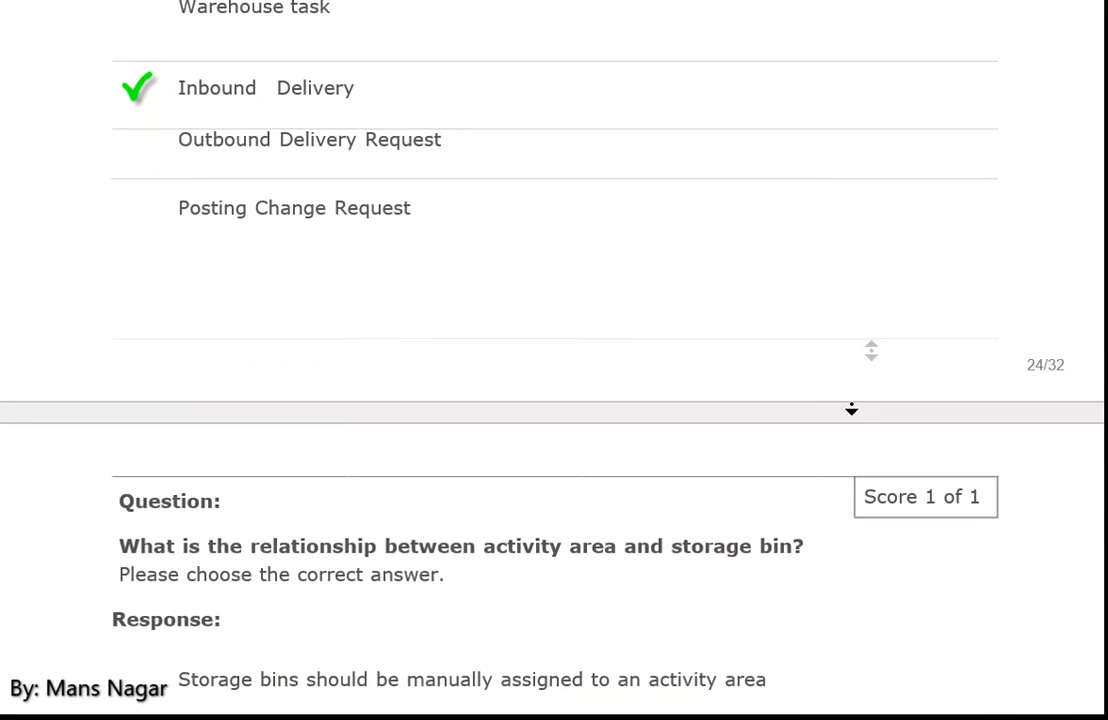 Warehouse task
Inbound Delivery
Outbound Delivery Request
Posting Change Request
24/32
Question:
Score 1 of 1
What is the relationship between activity area and storage bin?
Please choose the correct answer.
Response:
Storage bins should be manually assigned to an activity area
By: Mans Nagar